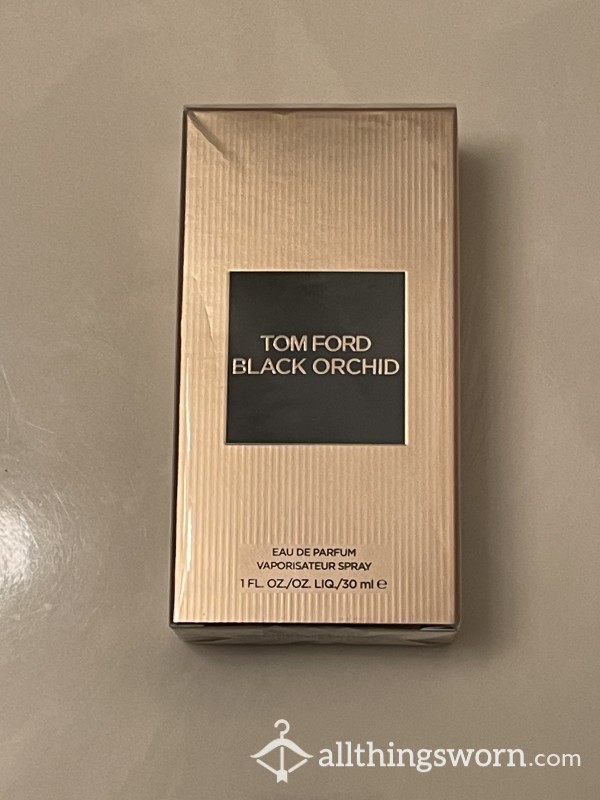 TOM FORD
BLACK ORCHID
EAU DE PARFUM
VAPORISATEUR SPRAY
1 FL. OZ./OZ. LIQ./30 ml ℮
allthingsworn.com